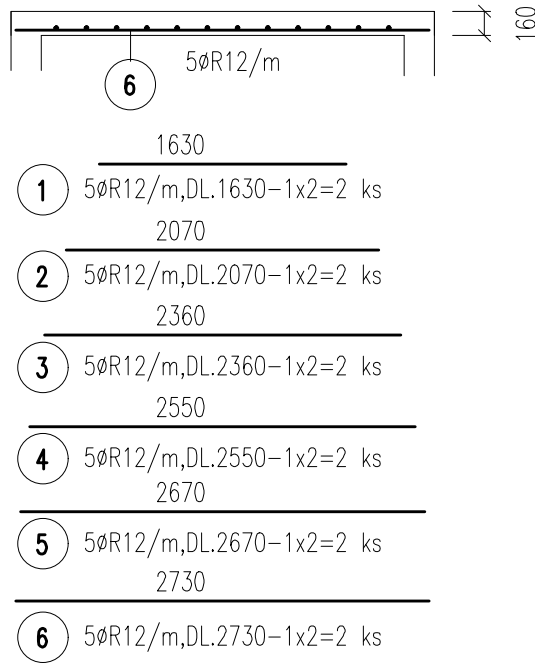 160
5øR12/m
6
1630
1 5øR12/m,DL.1630-1x2=2 ks
2070
2 5øR12/m,DL.2070-1x2=2 ks
2360
3 5øR12/m,DL.2360-1x2=2 ks
2550
4 5øR12/m,DL.2550-1x2=2 ks
2670
5 5øR12/m,DL.2670-1x2=2 ks
2730
6 5øR12/m,DL.2730-1x2=2 ks